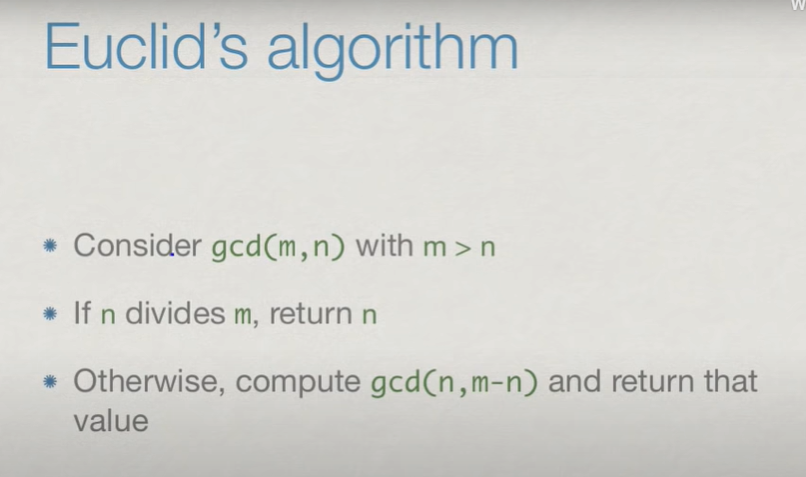 Euclid's algorithm
Consider gcd(m,n) with m > n
If n divides m, return n
Otherwise, compute gcd(n,m-n) and return that
value